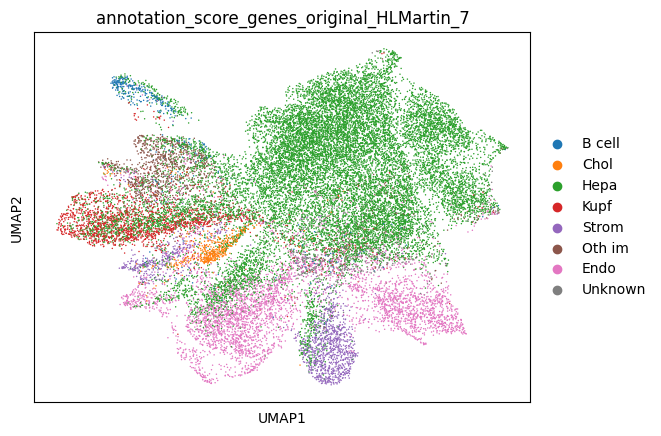 annotation_score_genes_original_HLMartin_7
UMAP2
UMAP1
B cell
Chol
Hepa
Kupf
Strom
Oth im
Endo
Unknown